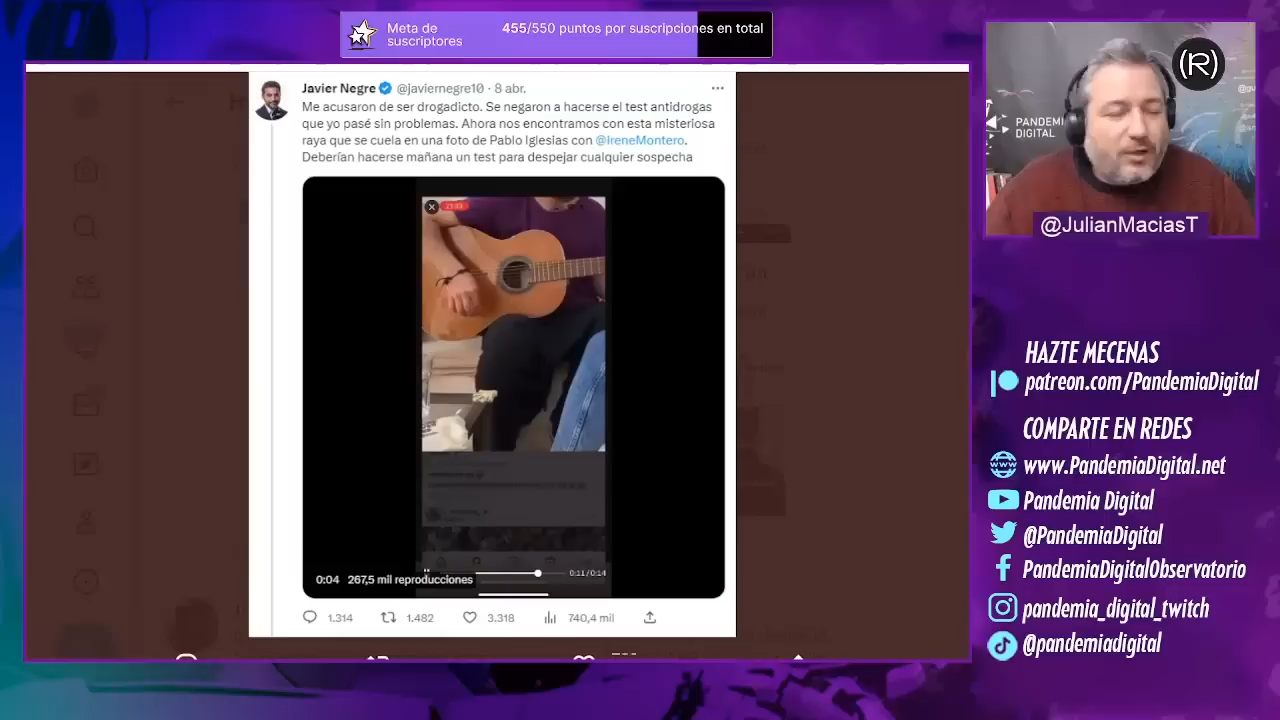 Meta de
suscriptores
455/550 puntos por suscripciones en total
Javier Negre @javiernegre10 · 8 abr.
Me acusaron de ser drogadicto. Se negaron a hacerse el test antidrogas
que yo pasé sin problemas. Ahora nos encontramos con esta misteriosa
raya que se cuela en una foto de Pablo Iglesias con @IreneMontero.
Deberían hacerse mañana un test para despejar cualquier sospecha
0:11/0:14
0:04 267,5 mil reproducciones
1.314 1.482 3.318 740,4 mil
(R)
PANDEMI
DIGITAL
@JulianMaciasT
HAZTE MECENAS
patreon.com/PandemiaDigital
COMPARTE EN REDES
www.PandemiaDigital.net
Pandemia Digital
@PandemiaDigital
PandemiaDigitalObservatorio
pandemia_digital_twitch
@pandemiadigital